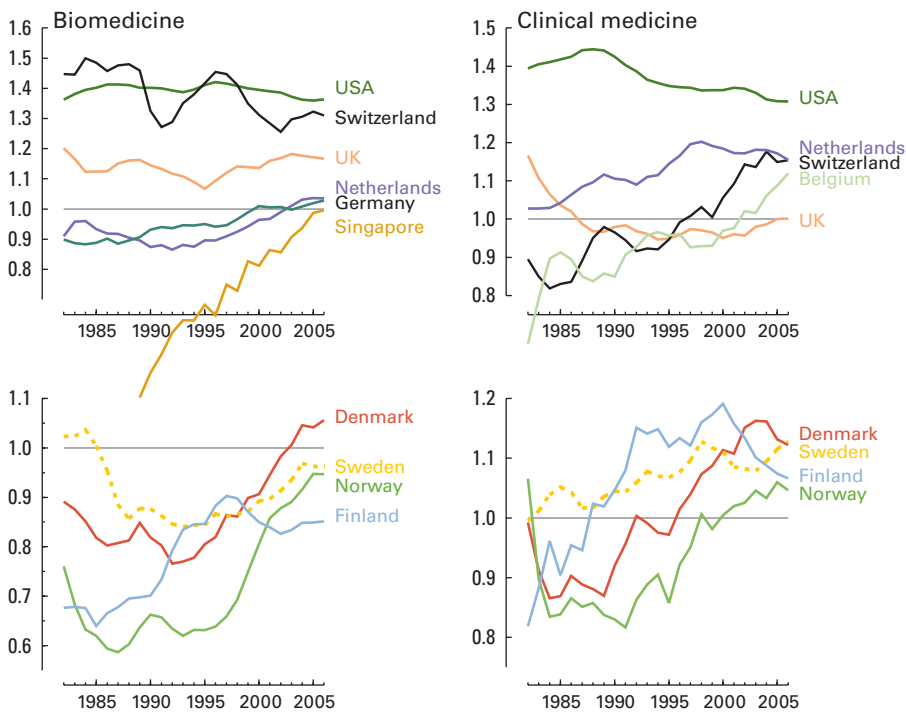 Biomedicine
1.6
1.5
1.4
1.3
1.2
1.1
1.0
0.9
0.8
USA
Switzerland
UK
Netherlands
Germany
Singapore
1985 1990 1995 2000 2005
Clinical medicine
1.5
1.4
1.3
1.2
1.1
1.0
0.9
0.8
USA
Netherlands
Switzerland
Belgium
UK
1985 1990 1995 2000 2005
1.1
1.0
0.9
0.8
0.7
0.6
Denmark
Sweden
Norway
Finland
1985 1990 1995 2000 2005
1.2
1.1
1.0
0.9
0.8
Denmark
Sweden
Finland
Norway
1985 1990 1995 2000 2005